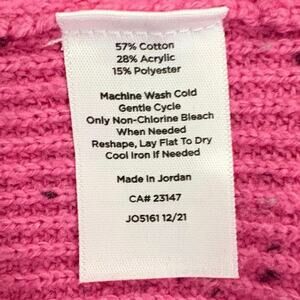 57% Cotton
28% Acrylic
15% Polyester
Machine Wash Cold
Gentle Cycle
Only Non-Chlorine Bleach
When Needed
Reshape, Lay Flat To Dry
Cool Iron If Needed
Made In Jordan
CA# 23147
JO5161 12/21